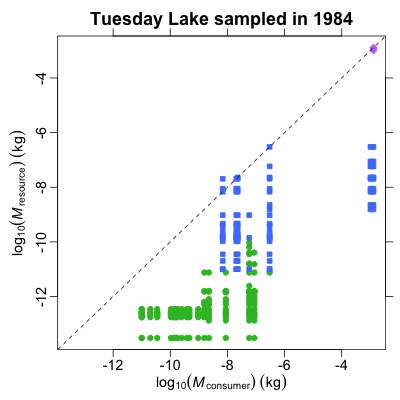 Tuesday Lake sampled in 1984
log10(Mresource) (kg)
-4
-6
-8
-10
-12
-12 -10 -8 -6 -4
log10(Mconsumer) (kg)